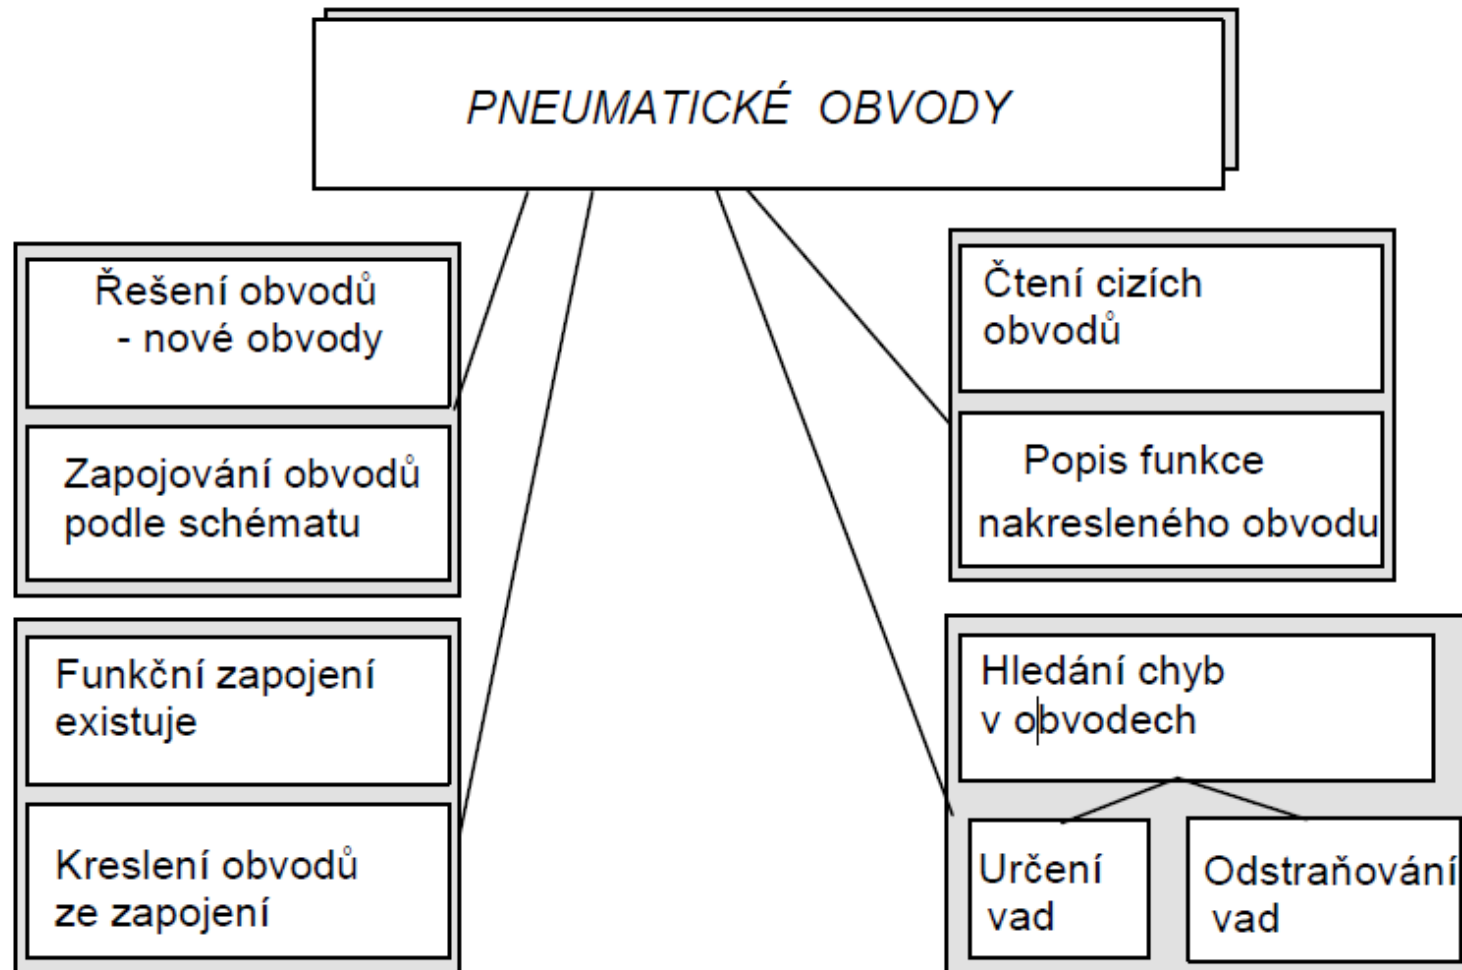 PNEUMATICKÉ OBVODY
Řešení obvodů
- nové obvody
Zapojování obvodů
podle schématu
Funkční zapojení
existuje
Kreslení obvodů
ze zapojení
Čtení cizích
obvodů
Popis funkce
nakresleného obvodu
Hledání chyb
v obvodech
Určení
vad
Odstraňování
vad